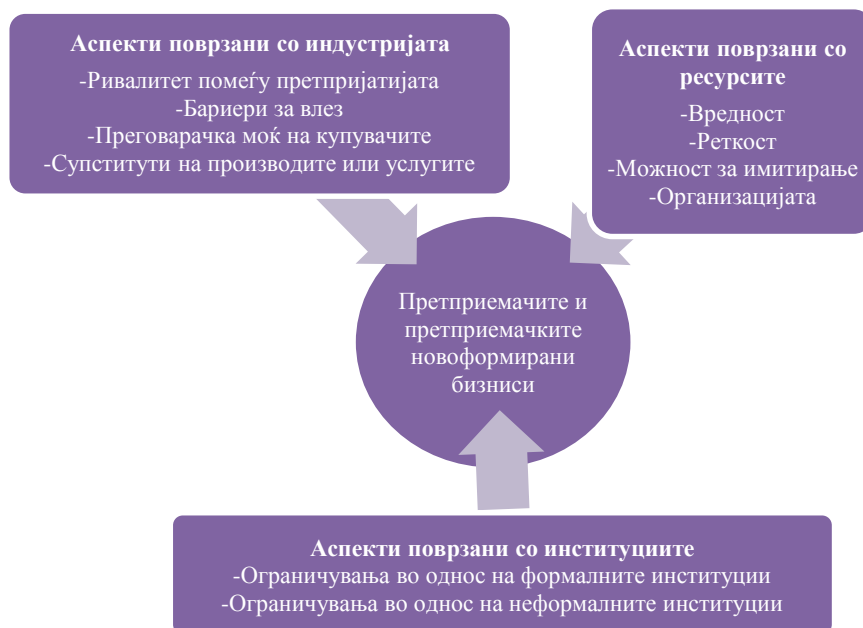 Аспекти поврзани со индустријата
-Ривалитет помеѓу претпријатијата
-Бариери за влез
-Преговарачка моќ на купувачите
-Супститути на производите или услугите
Аспекти поврзани со
ресурсите
-Вредност
-Реткост
-Можност за имитирање
-Организацијата
Претприемачите и
претприемачките
новоформирани
бизниси
Аспекти поврзани со институциите
-Ограничувања во однос на формалните институции
-Ограничувања во однос на неформалните институции